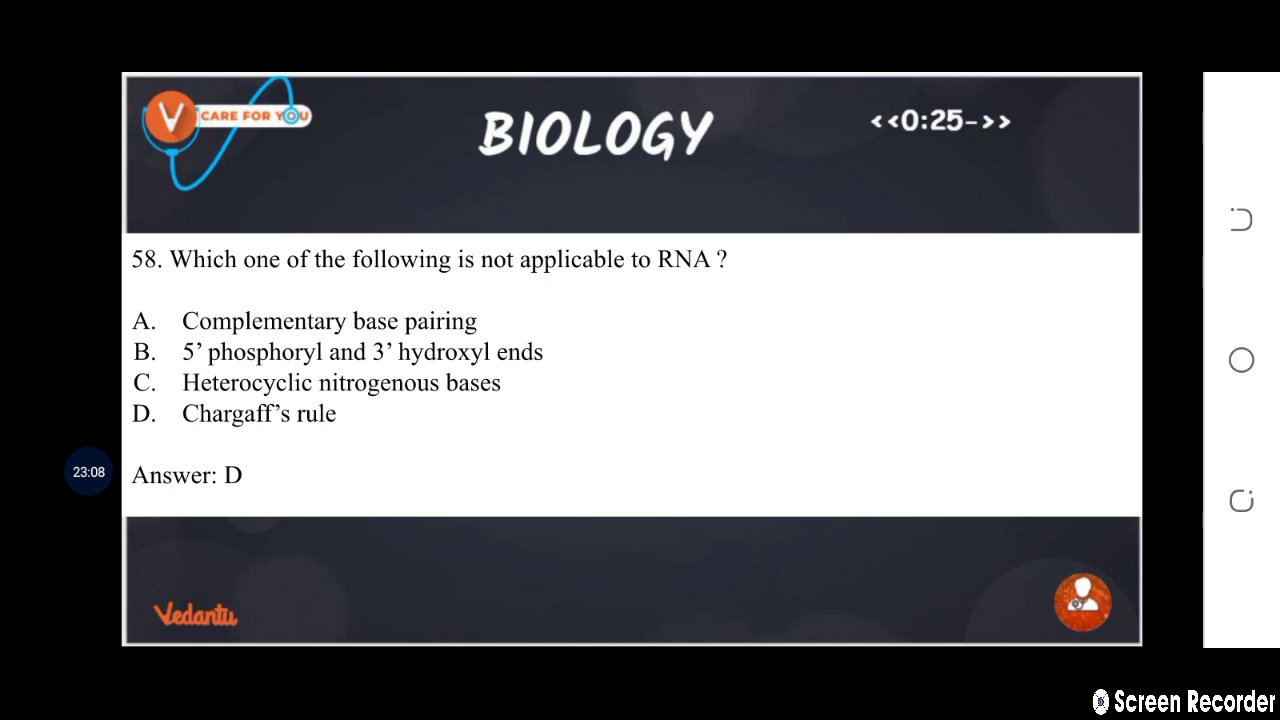 V CARE FOR YOU
BIOLOGY
<<0:25->>
58. Which one of the following is not applicable to RNA ?
A. Complementary base pairing
B. 5’ phosphoryl and 3’ hydroxyl ends
C. Heterocyclic nitrogenous bases
D. Chargaff’s rule
23:08
Answer: D
Vedantu
Screen Recorder